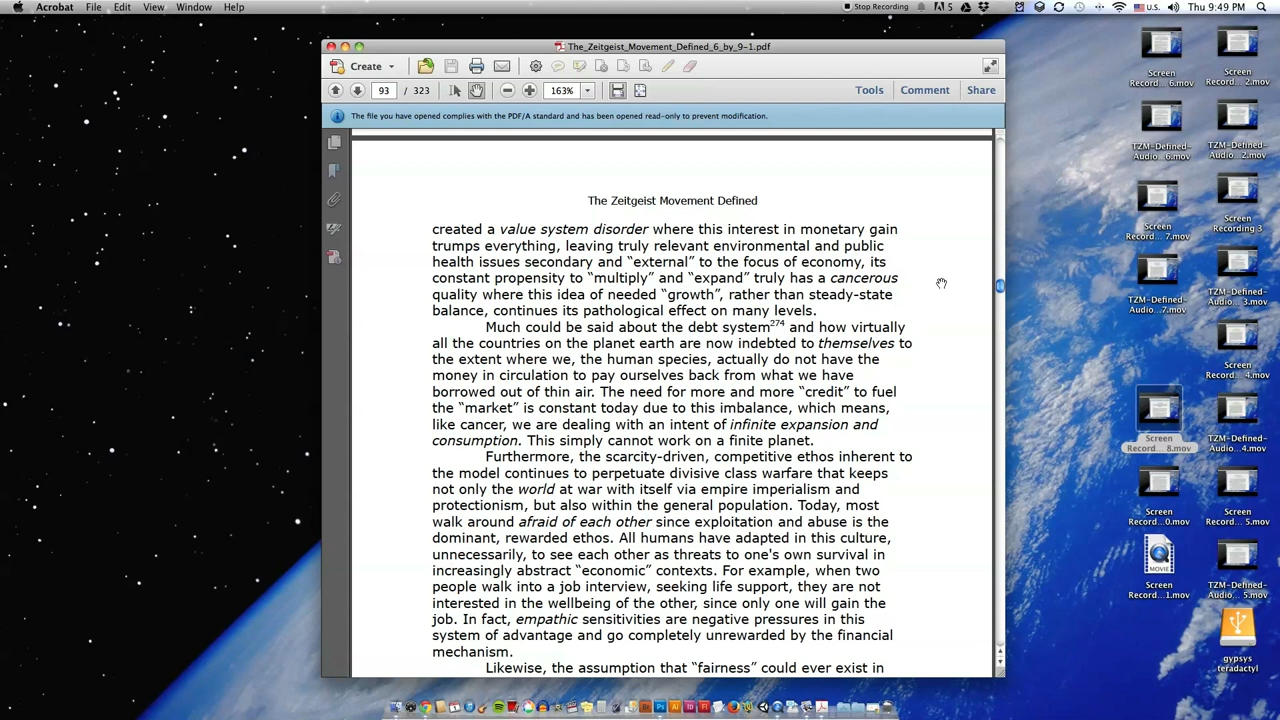 Acrobat File Edit View Window Help
Stop Recording
5
U.S.
Thu 9:49 PM
The_Zeitgeist_Movement_Defined_6_by_9-1.pdf
Create
93 / 323
163%
Tools Comment Share
The file you have opened complies with the PDF/A standard and has been opened read-only to prevent modification.
The Zeitgeist Movement Defined
created a value system disorder where this interest in monetary gain
trumps everything, leaving truly relevant environmental and public
health issues secondary and “external” to the focus of economy, its
constant propensity to “multiply” and “expand” truly has a cancerous
quality where this idea of needed “growth”, rather than steady-state
balance, continues its pathological effect on many levels.
Much could be said about the debt system274 and how virtually
all the countries on the planet earth are now indebted to themselves to
the extent where we, the human species, actually do not have the
money in circulation to pay ourselves back from what we have
borrowed out of thin air. The need for more and more “credit” to fuel
the “market” is constant today due to this imbalance, which means,
like cancer, we are dealing with an intent of infinite expansion and
consumption. This simply cannot work on a finite planet.
Furthermore, the scarcity-driven, competitive ethos inherent to
the model continues to perpetuate divisive class warfare that keeps
not only the world at war with itself via empire imperialism and
protectionism, but also within the general population. Today, most
walk around afraid of each other since exploitation and abuse is the
dominant, rewarded ethos. All humans have adapted in this culture,
unnecessarily, to see each other as threats to one's own survival in
increasingly abstract “economic” contexts. For example, when two
people walk into a job interview, seeking life support, they are not
interested in the wellbeing of the other, since only one will gain the
job. In fact, empathic sensitivities are negative pressures in this
system of advantage and go completely unrewarded by the financial
mechanism.
Likewise, the assumption that “fairness” could ever exist in
Screen
Record... 6.mov
Screen
Record... 2.mov
TZM-Defined-
Audio... 6.mov
TZM-Defined-
Audio... 2.mov
Screen
Record... 7.mov
Screen
Recording 3
TZM-Defined-
Audio... 7.mov
TZM-Defined-
Audio... 3.mov
Screen
Record... 4.mov
Screen
Record... 8.mov
TZM-Defined-
Audio... 4.mov
Screen
Record...0.mov
Screen
Record... 5.mov
MOVIE
Screen
Record...1.mov
TZM-Defined-
Audio... 5.mov
gypsys
teradactyl